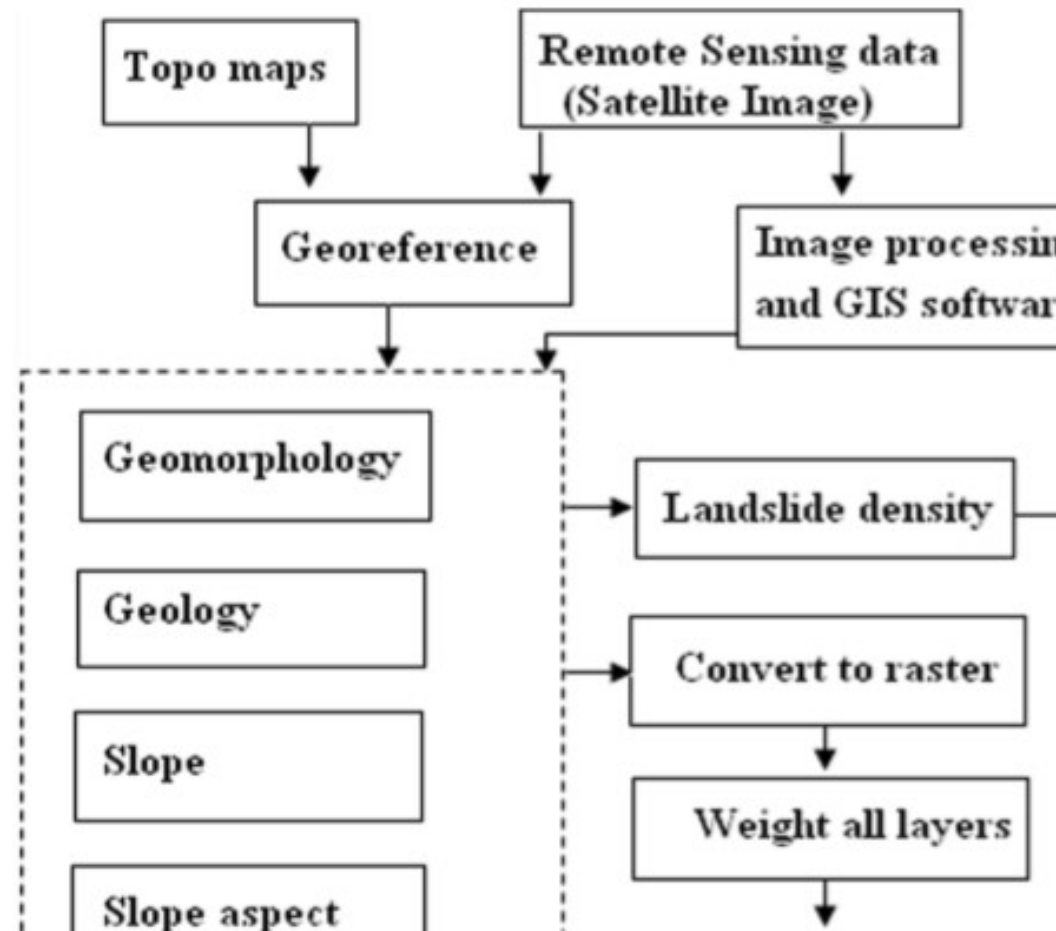 Topo maps
Remote Sensing data
(Satellite Image)
Georeference
Image processin
and GIS softwar
Geomorphology
Landslide density
Geology
Convert to raster
Slope
Weight all layers
Slope aspect